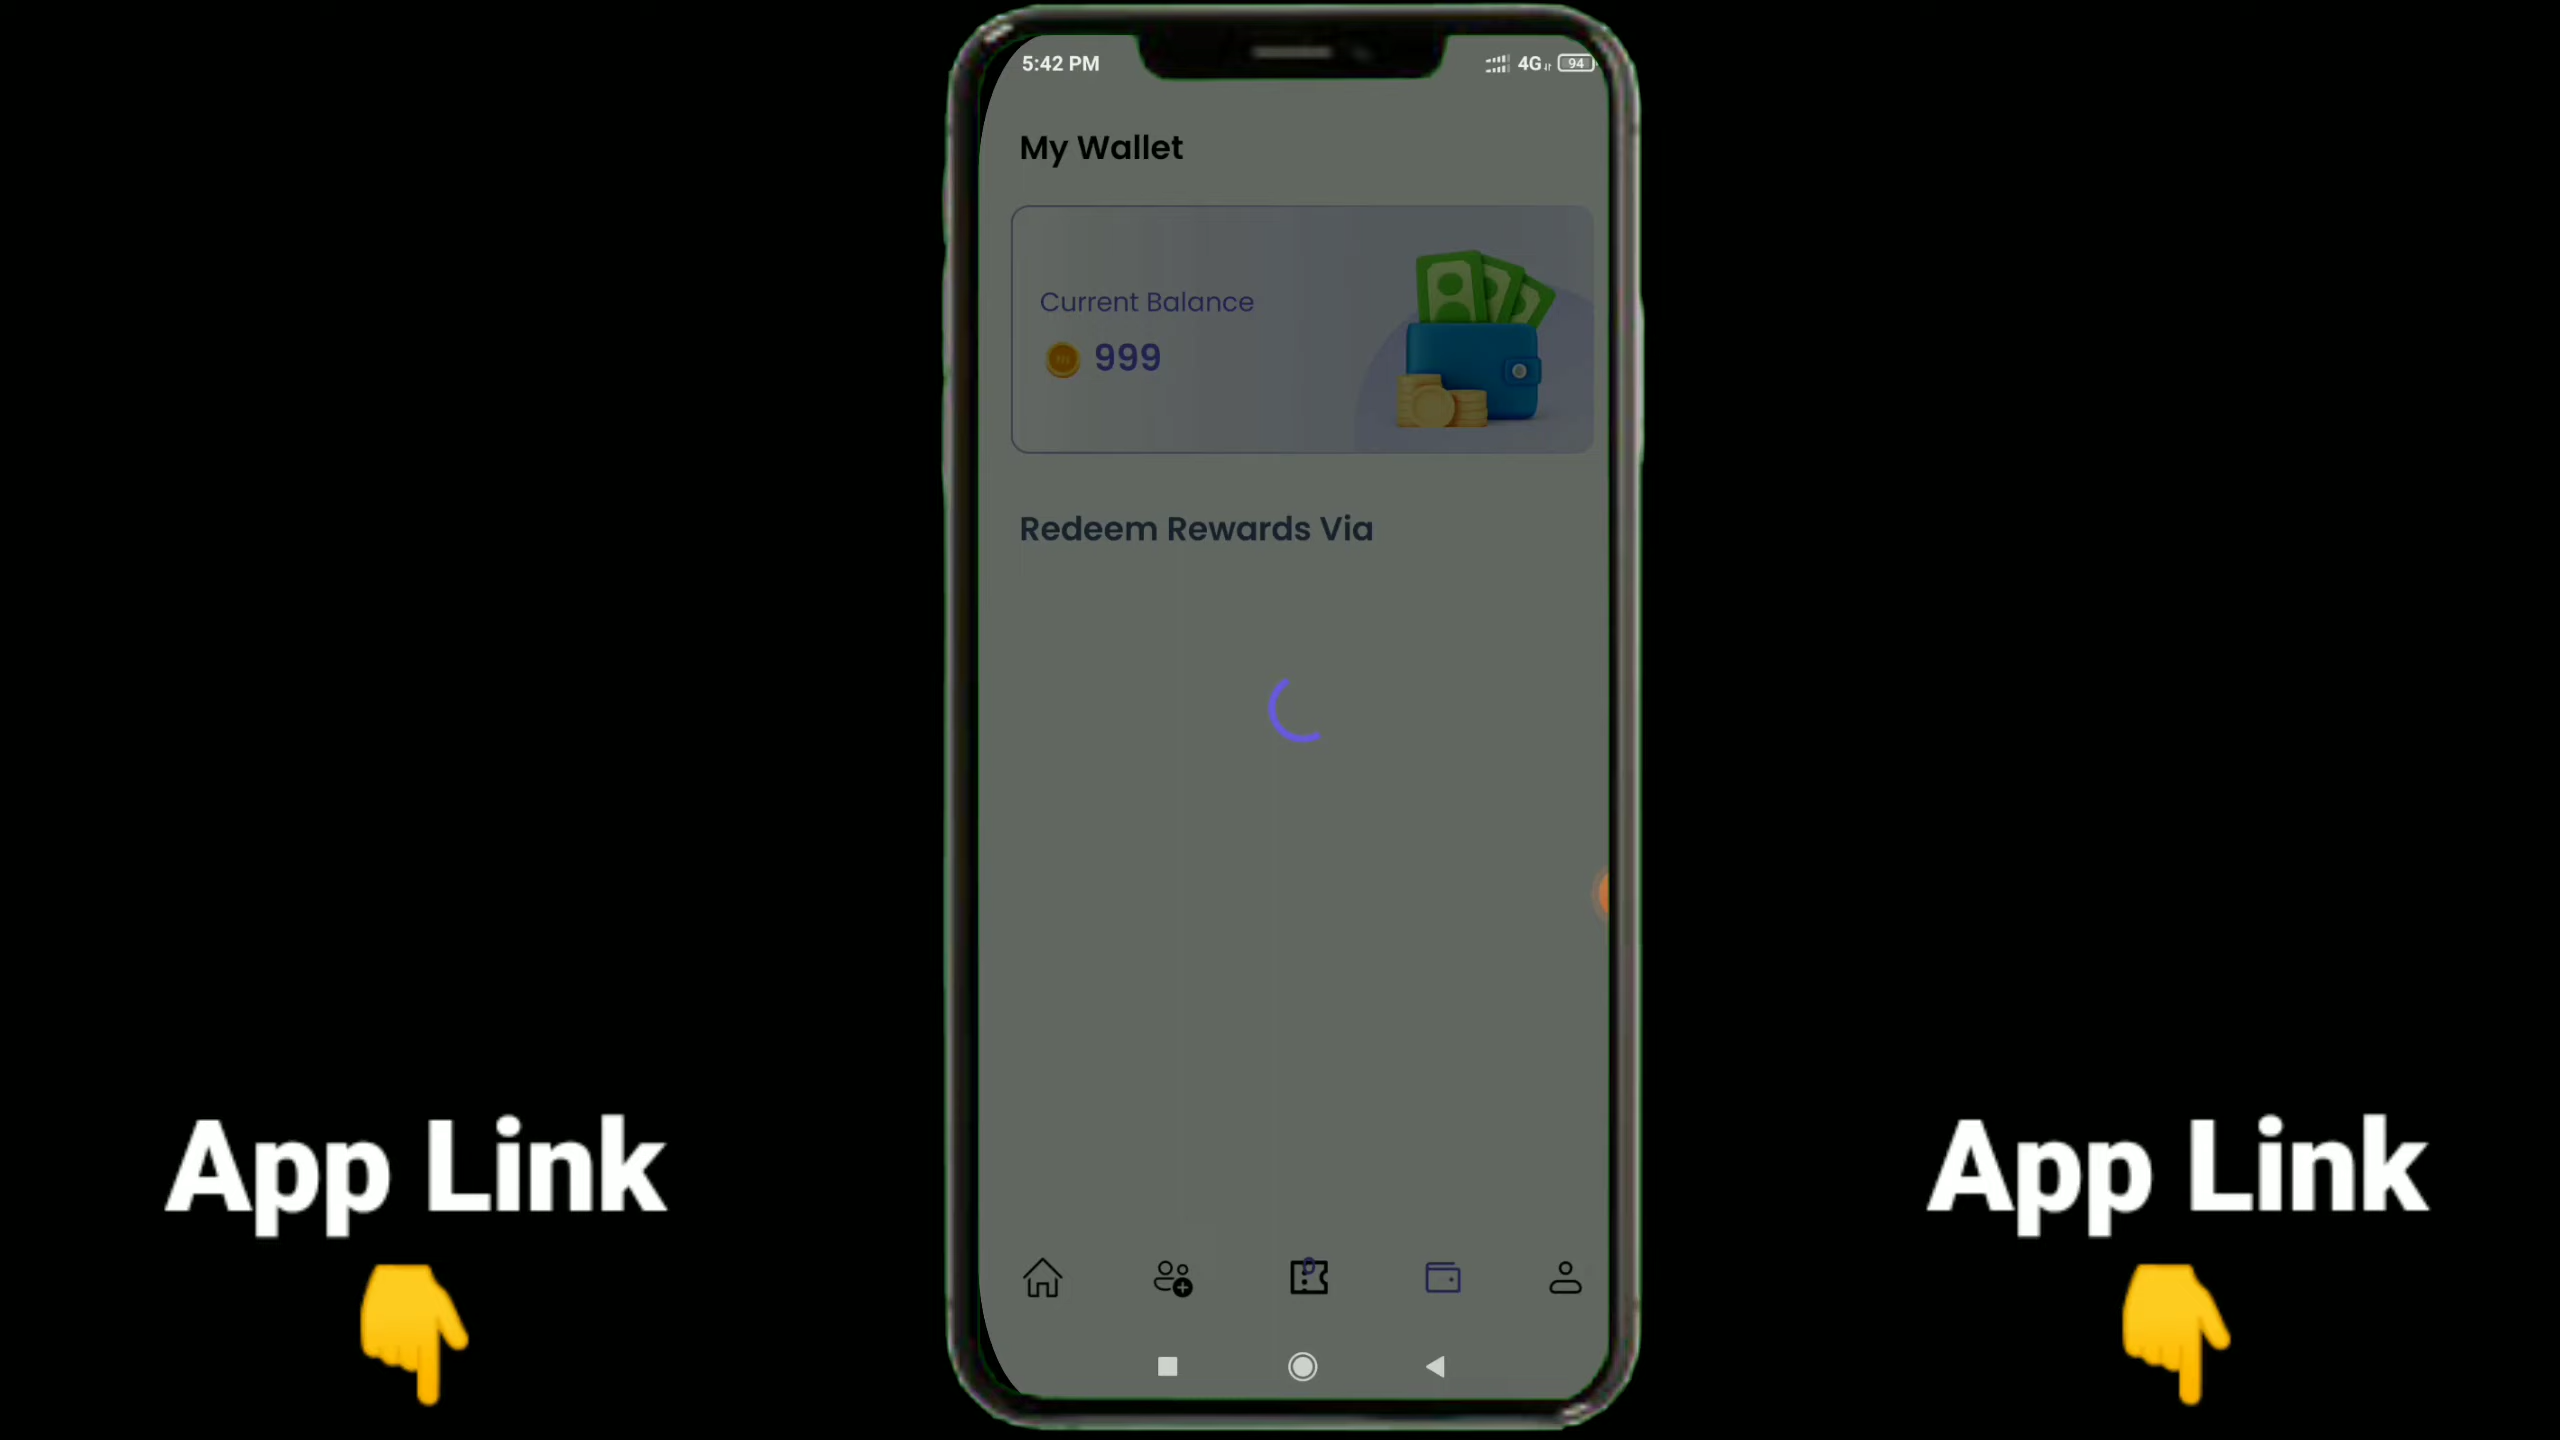 5:42 PM
4G
94
My Wallet
Current Balance
999
Redeem Rewards Via
App Link
App Link